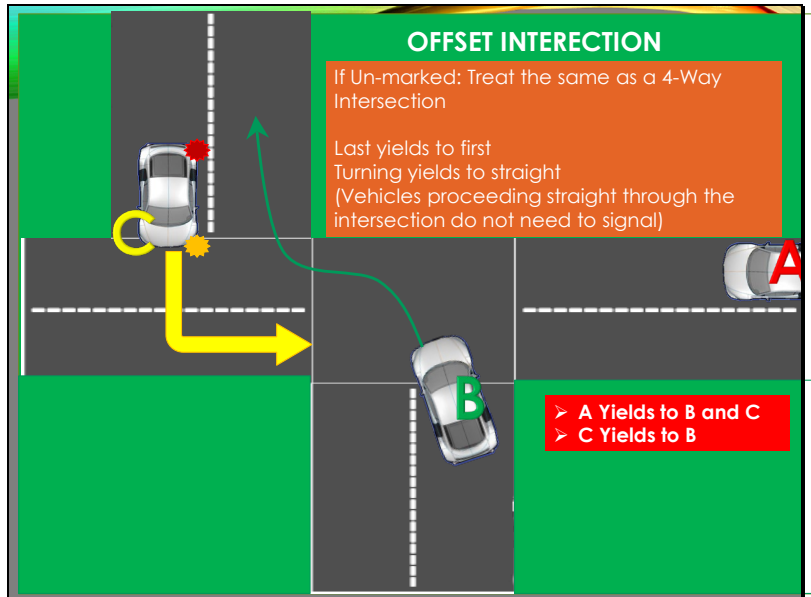 OFFSET INTERECTION
If Un-marked: Treat the same as a 4-Way
Intersection
Last yields to first
Turning yields to straight
(Vehicles proceeding straight through the
intersection do not need to signal)
C
A
B
➢ A Yields to B and C
➢ C Yields to B